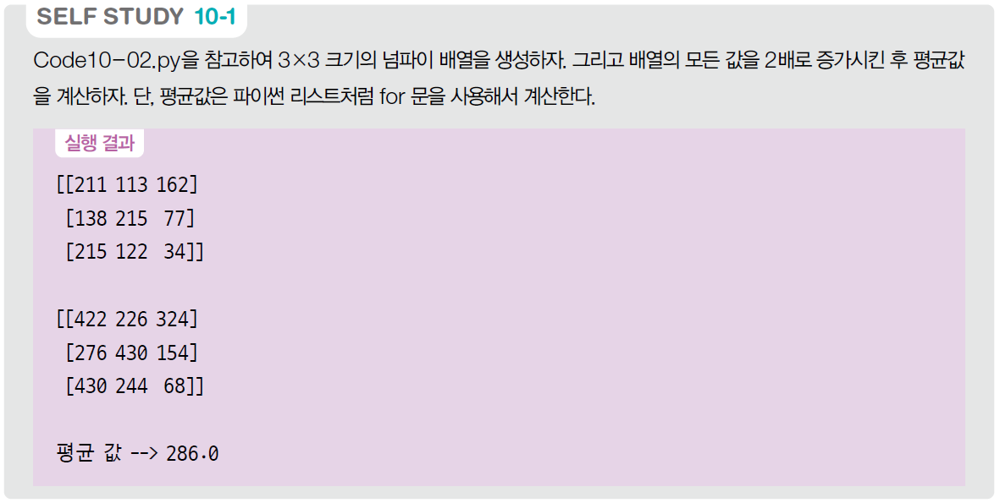 SELF STUDY 10-1
Code10-02.py을 참고하여 3×3 크기의 넘파이 배열을 생성하자. 그리고 배열의 모든 값을 2배로 증가시킨 후 평균값
을 계산하자. 단, 평균값은 파이썬 리스트처럼 for 문을 사용해서 계산한다.
실행 결과
[[211 113 162]
[138 215 77]
[215 122 34]]
[[422 226 324]
[276 430 154]
[430 244 68]]
평균 값 --> 286.0